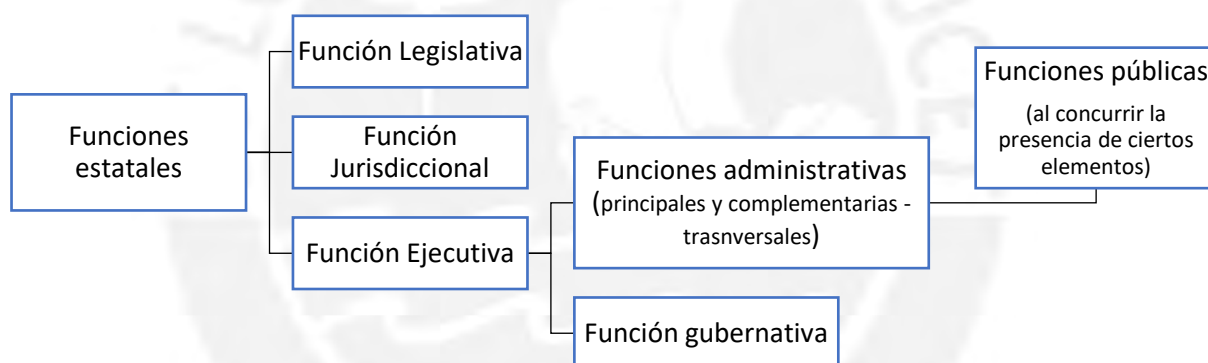 Función Legislativa
Funciones
estatales
Función
Jurisdiccional
Función Ejecutiva
Funciones administrativas
(principales y complementarias -
trasnversales)
Función gubernativa
Funciones públicas
(al concurrir la
presencia de ciertos
elementos)